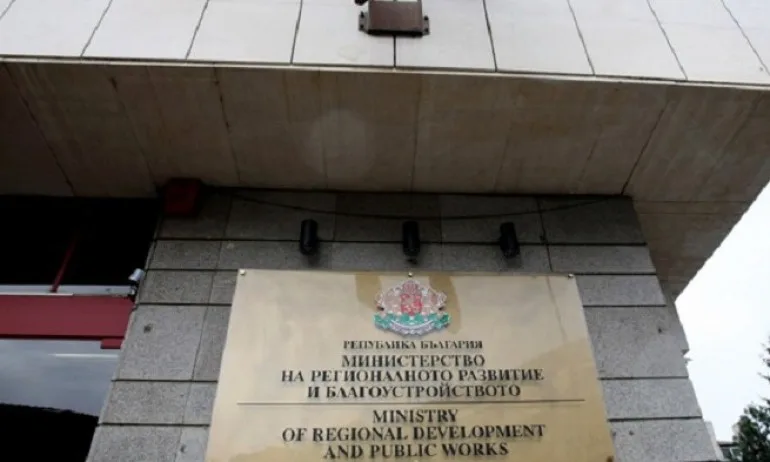 РЕПУБЛИКА БЪЛГАРИЯ
МИНИСТЕРСТВО
НА РЕГИОНАЛНОТО РАЗВИТИЕ
И БЛАГОУСТРОЙСТВОТО
MINISTRY
OF REGIONAL DEVELOPMENT
AND PUBLIC WORKS